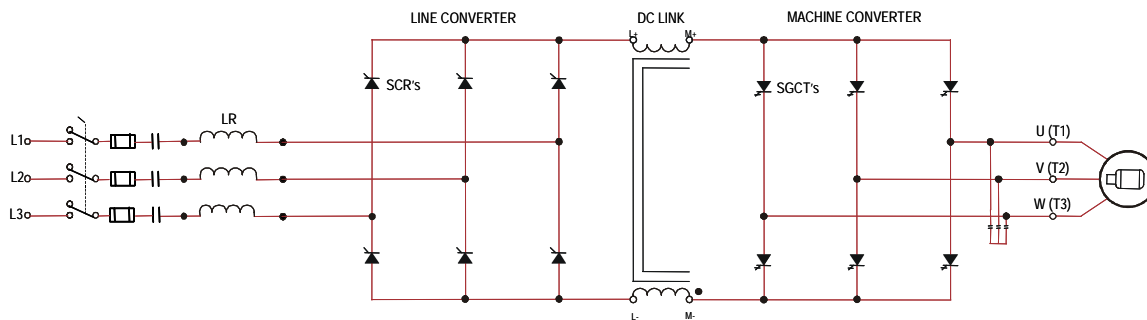 LINE CONVERTER
DC LINK
MACHINE CONVERTER
L+
M+
SCR's
SGCT's
LR
L1
U (T1)
L2
V (T2)
L3
W (T3)
L-
M-